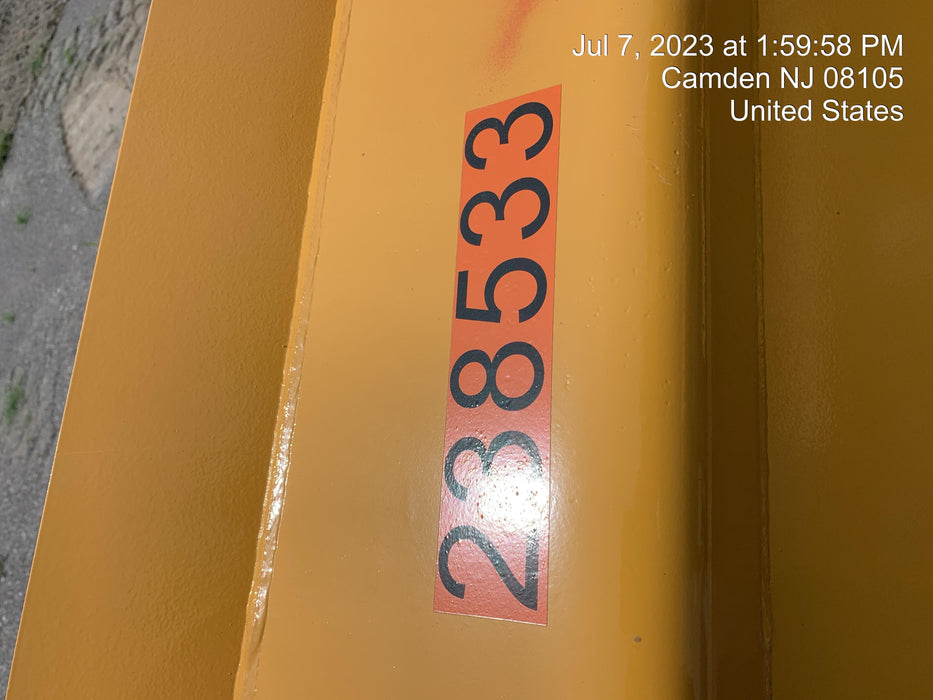 Jul 7, 2023 at 1:59:58 PM
Camden NJ 08105
United States
238533